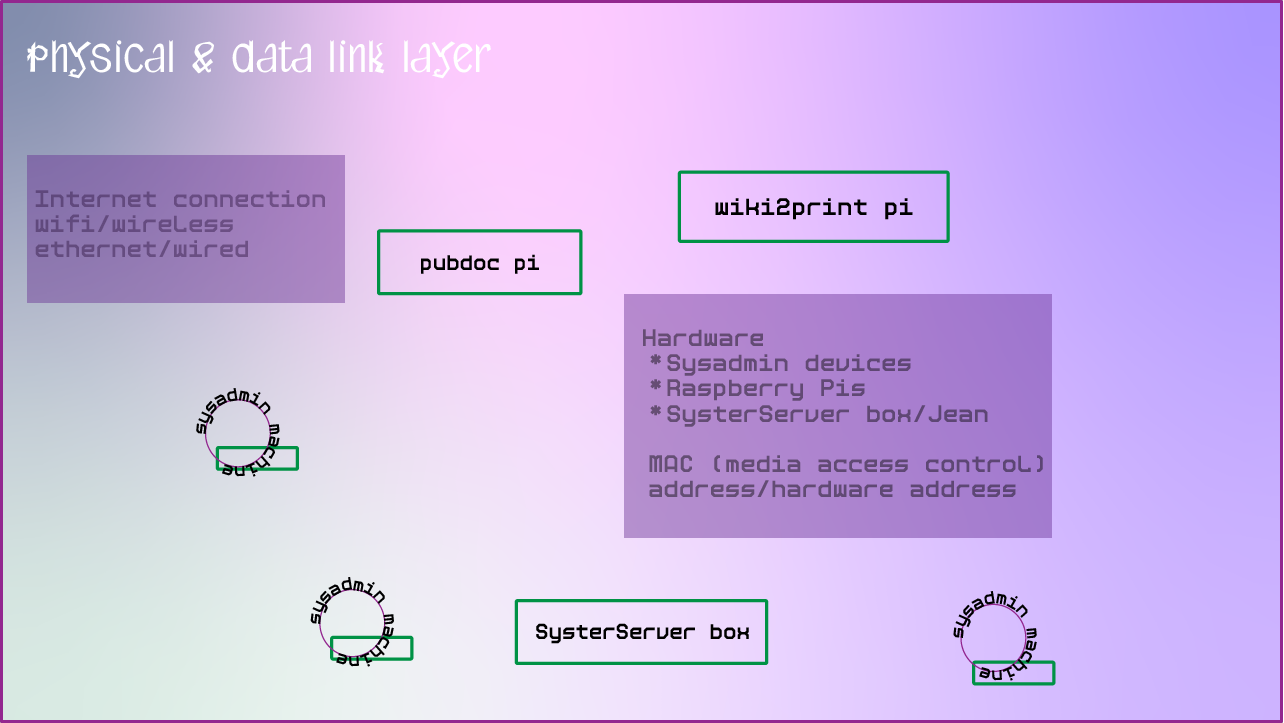 Physical & data link layer
Internet connection
wifi/wireless
ethernet/wired
wiki2print pi
pubdoc pi
Hardware
*Sysadmin devices
*Raspberry Pis
*SysterServer box/Jean
MAC (media access control)
address/hardware address
sysadmin machine
sysadmin machine
SysterServer box
sysadmin machine